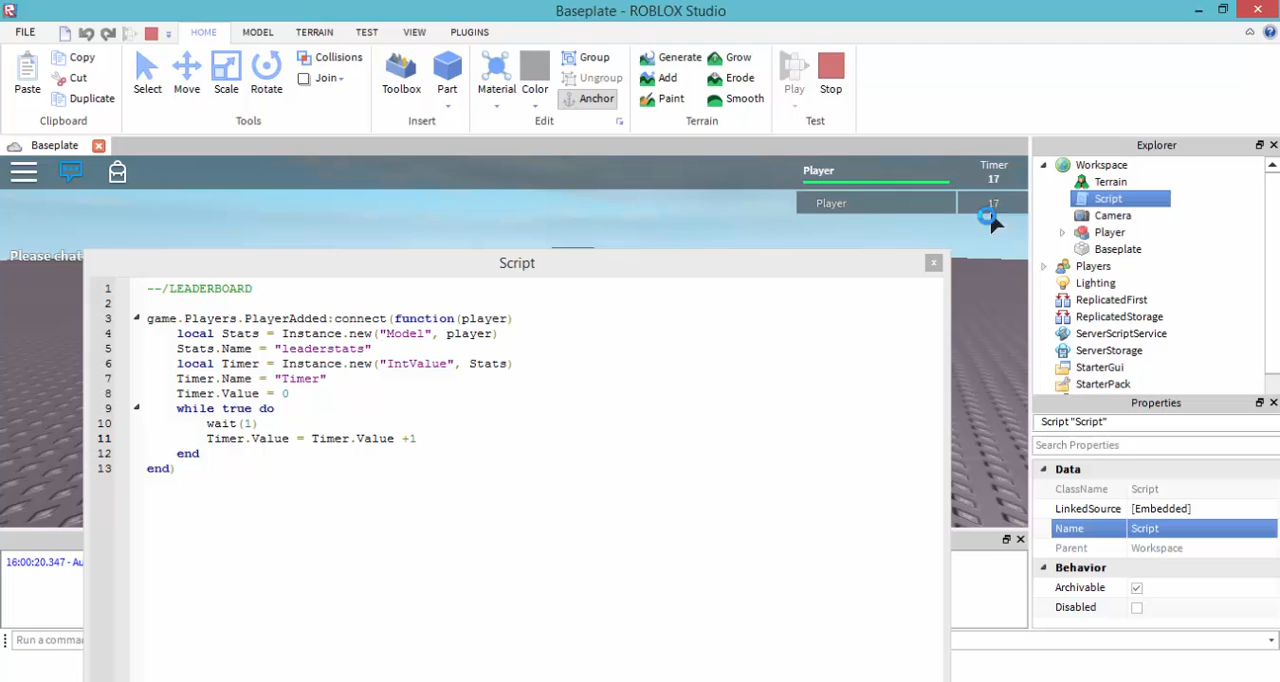 Baseplate - ROBLOX Studio
FILE HOME MODEL TERRAIN TEST VIEW PLUGINS
Paste Copy Cut Duplicate
Select Move Scale Rotate
Collisions Join
Toolbox Part
Material Color Group Ungroup Anchor
Generate Grow
Add Erode
Paint Smooth
Play Stop
Clipboard Tools Insert Edit Terrain Test
Baseplate
Player
Timer
17
Player 17
Please chat
Script
1 --/LEADERBOARD
2
3 game.Players.PlayerAdded:connect(function(player)
4 local Stats = Instance.new("Model", player)
5 Stats.Name = "leaderstats"
6 local Timer = Instance.new("IntValue", Stats)
7 Timer.Name = "Timer"
8 Timer.Value = 0
9 while true do
10 wait(1)
11 Timer.Value = Timer.Value +1
12 end
13 end)
16:00:20.347 - Au
Run a comma
Explorer
Workspace
Terrain
Script
Camera
Player
Baseplate
Players
Lighting
ReplicatedFirst
ReplicatedStorage
ServerScriptService
ServerStorage
StarterGui
StarterPack
Properties
Script "Script"
Search Properties
Data
ClassName Script
LinkedSource [Embedded]
Name Script
Parent Workspace
Behavior
Archivable
Disabled